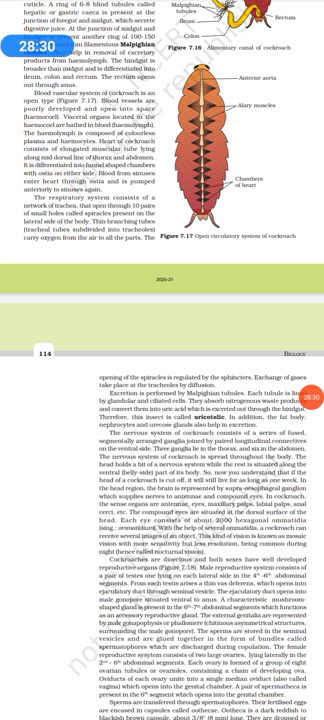 cuticle. A ring of 6-8 blind tubules called
hepatic or gastric caeca is present at the
junction of foregut and midgut, which secrete
digestive juice. At the junction of midgut and
present another ring of 100-150
thin filamentous Malpighian
help in removal of excretory
products from haemolymph. The hindgut is
broader than midgut and is differentiated into
ileum, colon and rectum. The rectum opens
out through anus.
Blood vascular system of cockroach is an
open type (Figure 7.17). Blood vessels are
poorly developed and open into space
(haemocoel). Visceral organs located in the
haemocoel are bathed in blood (haemolymph).
The haemolymph is composed of colourless
plasma and haemocytes. Heart of cockroach
consists of elongated muscular tube lying
along mid dorsal line of thorax and abdomen.
It is differentiated into funnel shaped chambers
with ostia on either side. Blood from sinuses
enter heart through ostia and is pumped
anteriorly to sinuses again.
The respiratory system consists of a
network of trachea, that open through 10 pairs
of small holes called spiracles present on the
lateral side of the body. Thin branching tubes
(tracheal tubes subdivided into tracheoles)
carry oxygen from the air to all the parts. The
28:30
Malpighian
tubules
Ileum
Rectum
Colon
Figure 7.16 Alimentary canal of cockroach
Anterior aorta
Alary muscles
Chambers
of heart
Figure 7.17 Open circulatory system of cockroach
2020-21
114
BIOLOGY
opening of the spiracles is regulated by the sphincters. Exchange of gases
take place at the tracheoles by diffusion.
Excretion is performed by Malpighian tubules. Each tubule is lined
by glandular and ciliated cells. They absorb nitrogenous waste products
and convert them into uric acid which is excreted out through the hindgut.
Therefore, this insect is called uricotelic. In addition, the fat body,
nephrocytes and urecose glands also help in excretion.
28:30
The nervous system of cockroach consists of a series of fused,
segmentally arranged ganglia joined by paired longitudinal connectives
on the ventral side. Three ganglia lie in the thorax, and six in the abdomen.
The nervous system of cockroach is spread throughout the body. The
head holds a bit of a nervous system while the rest is situated along the
ventral (belly-side) part of its body. So, now you understand that if the
head of a cockroach is cut off, it will still live for as long as one week. In
the head region, the brain is represented by supra-oesophageal ganglion
which supplies nerves to antennae and compound eyes. In cockroach,
the sense organs are antennae, eyes, maxillary palps, labial palps, anal
cerci, etc. The compound eyes are situated at the dorsal surface of the
head. Each eye consists of about 2000 hexagonal ommatidia
(sing.: ommatidium). With the help of several ommatidia, a cockroach can
receive several images of an object. This kind of vision is known as mosaic
vision with more sensitivity but less resolution, being common during
night (hence called nocturnal vision).
Cockroaches are dioecious and both sexes have well developed
reproductive organs (Figure 7.18). Male reproductive system consists of
a pair of testes one lying on each lateral side in the 4th -6th abdominal
segments. From each testis arises a thin vas deferens, which opens into
ejaculatory duct through seminal vesicle. The ejaculatory duct opens into
male gonopore situated ventral to anus. A characteristic mushroom-
shaped gland is present in the 6th-7th abdominal segments which functions
as an accessory reproductive gland. The external genitalia are represented
by male gonapophysis or phallomere (chitinous asymmetrical structures,
surrounding the male gonopore). The sperms are stored in the seminal
vesicles and are glued together in the form of bundles called
spermatophores which are discharged during copulation. The female
reproductive sysytem consists of two large ovaries, lying laterally in the
2nd – 6th abdominal segments. Each ovary is formed of a group of eight
ovarian tubules or ovarioles, containing a chain of developing ova.
Oviducts of each ovary unite into a single median oviduct (also called
vagina) which opens into the genital chamber. A pair of spermatheca is
present in the 6th segment which opens into the genital chamber.
Sperms are transferred through spermatophores. Their fertilised eggs
are encased in capsules called oothecae. Ootheca is a dark reddish to
blackish brown capsule, about 3/8" (8 mm) long. They are dropped or